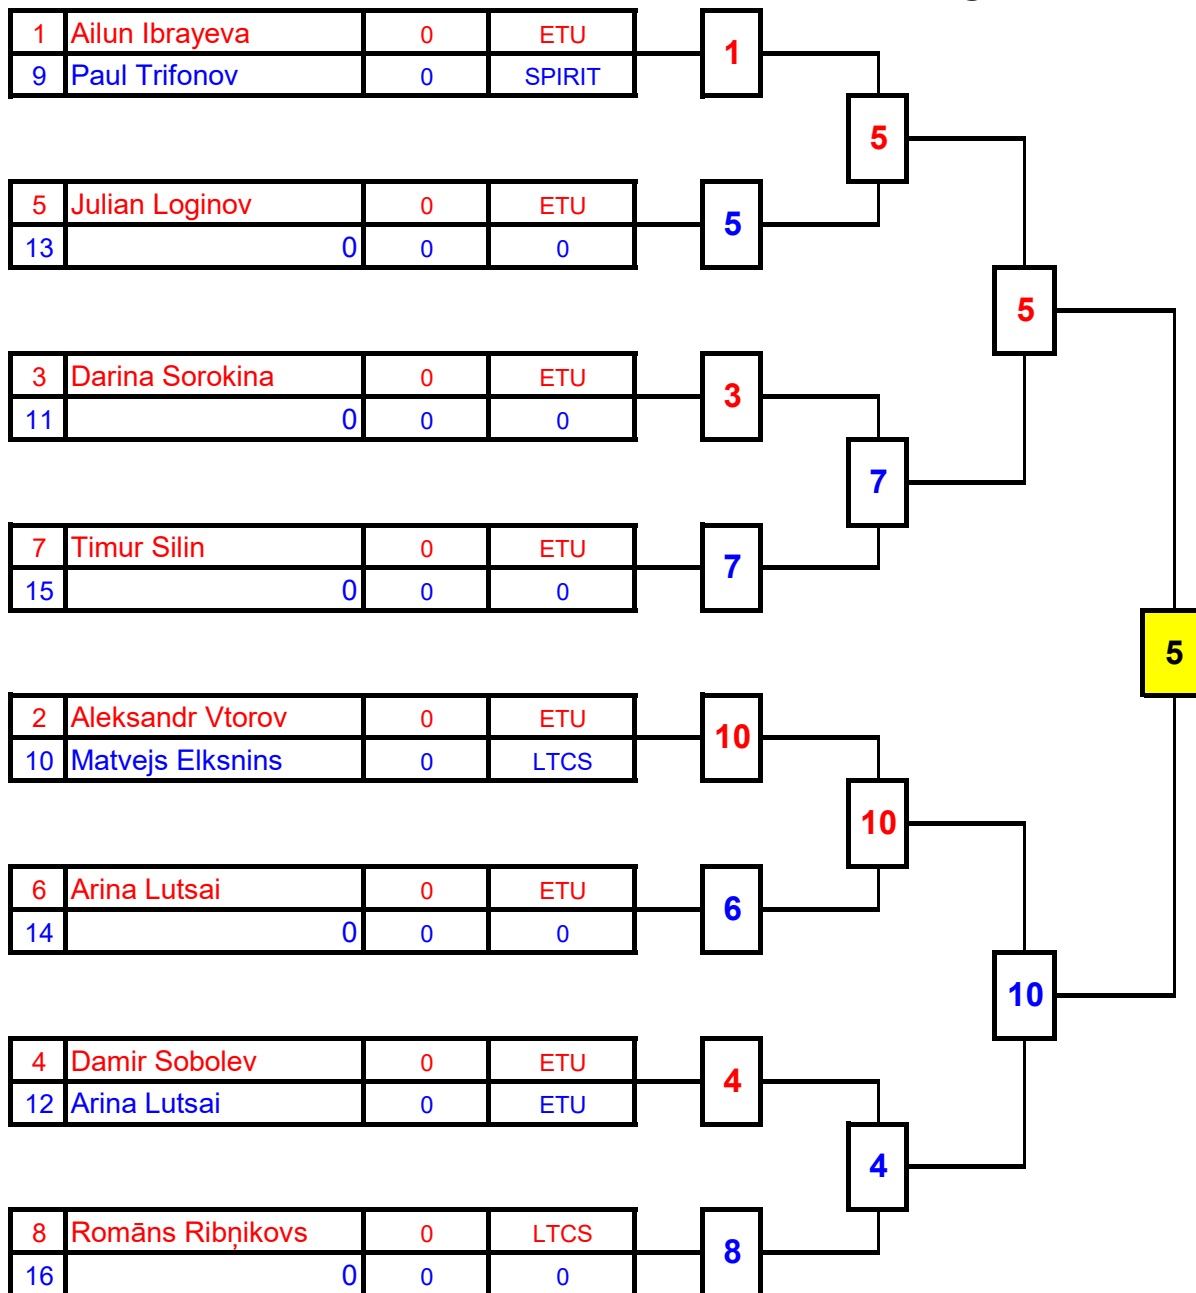 1 Ailun Ibrayeva 0 ETU
9 Paul Trifonov 0 SPIRIT
1
5
5 Julian Loginov 0 ETU
13 0 0 0
5
5
3 Darina Sorokina 0 ETU
11 0 0 0
3
7
7 Timur Silin 0 ETU
15 0 0 0
7
5
2 Aleksandr Vtorov 0 ETU
10 Matvejs Elksnins 0 LTCS
10
10
6 Arina Lutsai 0 ETU
14 0 0 0
6
10
4 Damir Sobolev 0 ETU
12 Arina Lutsai 0 ETU
4
4
8 Romāns Ribņikovs 0 LTCS
16 0 0 0
8